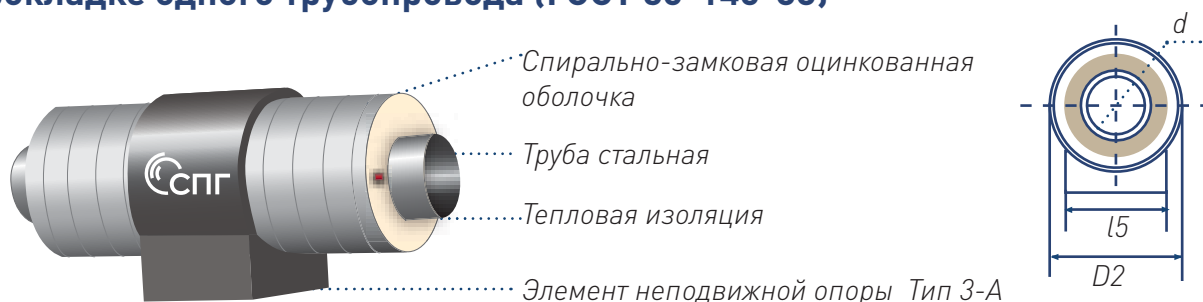 d
Спирально-замковая оцинкованная
оболочка
Труба стальная
СПГ
Тепловая изоляция
l5
D2
Элемент неподвижной опоры Тип 3-А